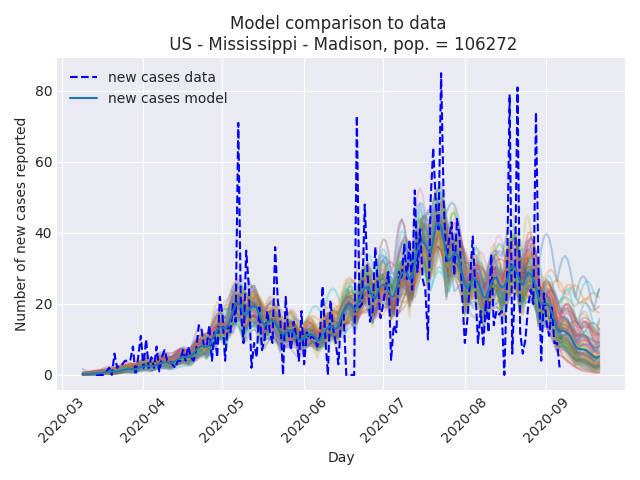 Model comparison to data
US - Mississippi - Madison, pop. = 106272
new cases data
new cases model
Number of new cases reported
80
60
40
20
0
2020-03
2020-04
2020-05
2020-06
2020-07
2020-08
2020-09
Day